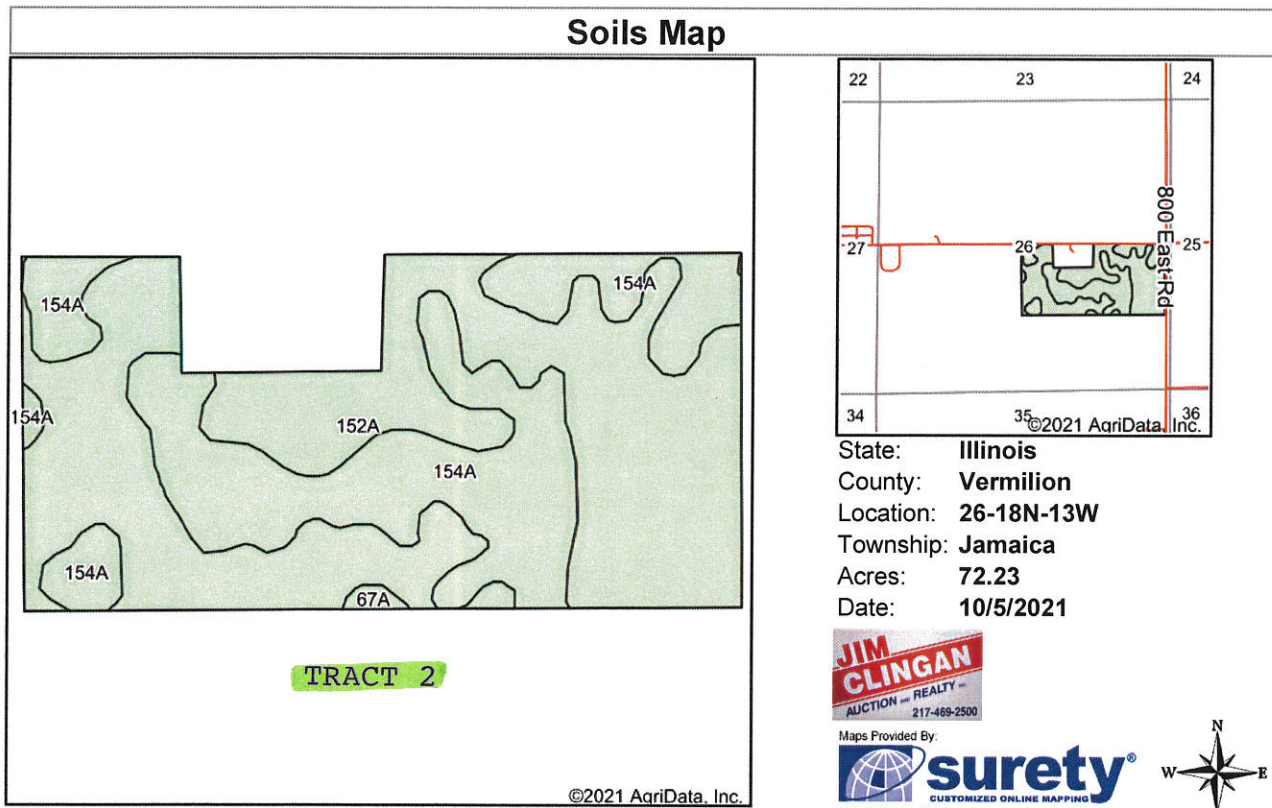 Soils Map
154A
154A
154A
152A
154A
154A
67A
TRACT 2
©2021 AgriData, Inc.
22
23
24
27
26
25
800 East Rd
34
35
36
©2021 AgriData, Inc.
State: Illinois
County: Vermilion
Location: 26-18N-13W
Township: Jamaica
Acres: 72.23
Date: 10/5/2021
JIM
CLINGAN
AUCTION AND REALTY INC.
217-469-2500
Maps Provided By:
surety®
CUSTOMIZED ONLINE MAPPING
N
W
E
S